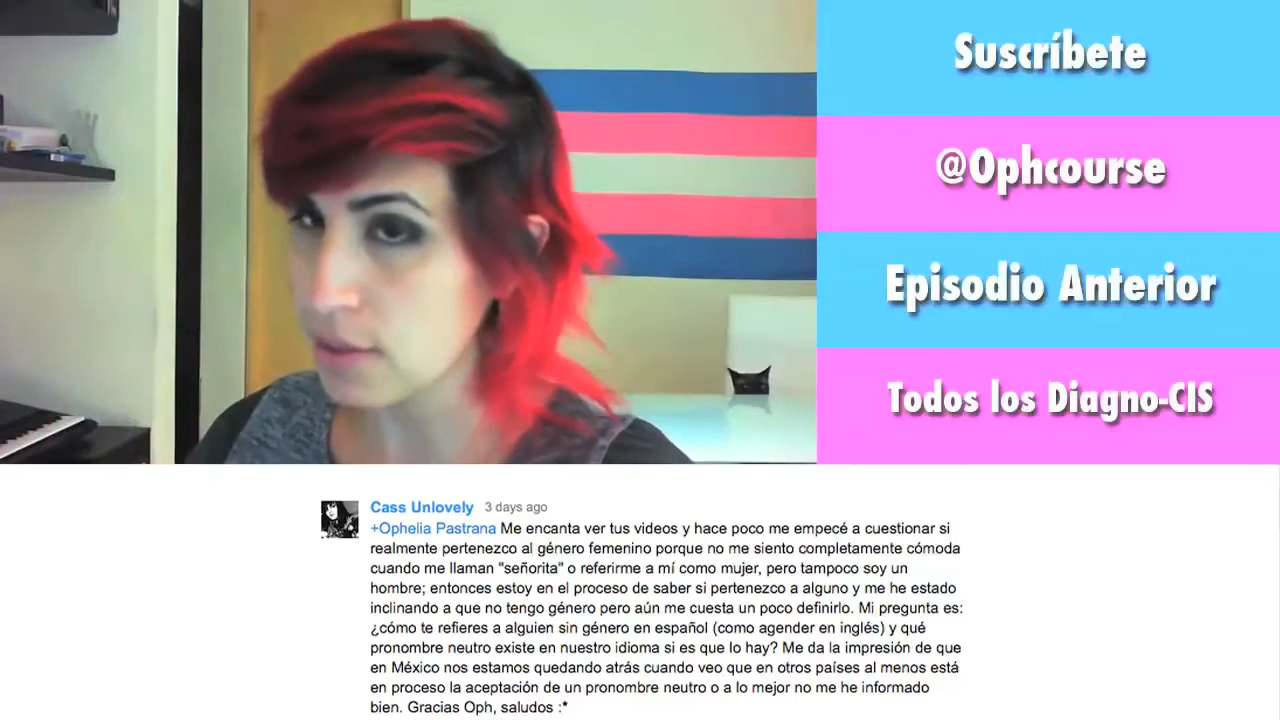 Suscríbete
@Ophcourse
Episodio Anterior
Todos los Diagno-CIS
Cass Unlovely 3 days ago
+Ophelia Pastrana Me encanta ver tus videos y hace poco me empecé a cuestionar si
realmente pertenezco al género femenino porque no me siento completamente cómoda
cuando me llaman "señorita" o referirme a mí como mujer, pero tampoco soy un
hombre; entonces estoy en el proceso de saber si pertenezco a alguno y me he estado
inclinando a que no tengo género pero aún me cuesta un poco definirlo. Mi pregunta es:
¿cómo te refieres a alguien sin género en español (como agender en inglés) y qué
pronombre neutro existe en nuestro idioma si es que lo hay? Me da la impresión de que
en México nos estamos quedando atrás cuando veo que en otros países al menos está
en proceso la aceptación de un pronombre neutro o a lo mejor no me he informado
bien. Gracias Oph, saludos :*